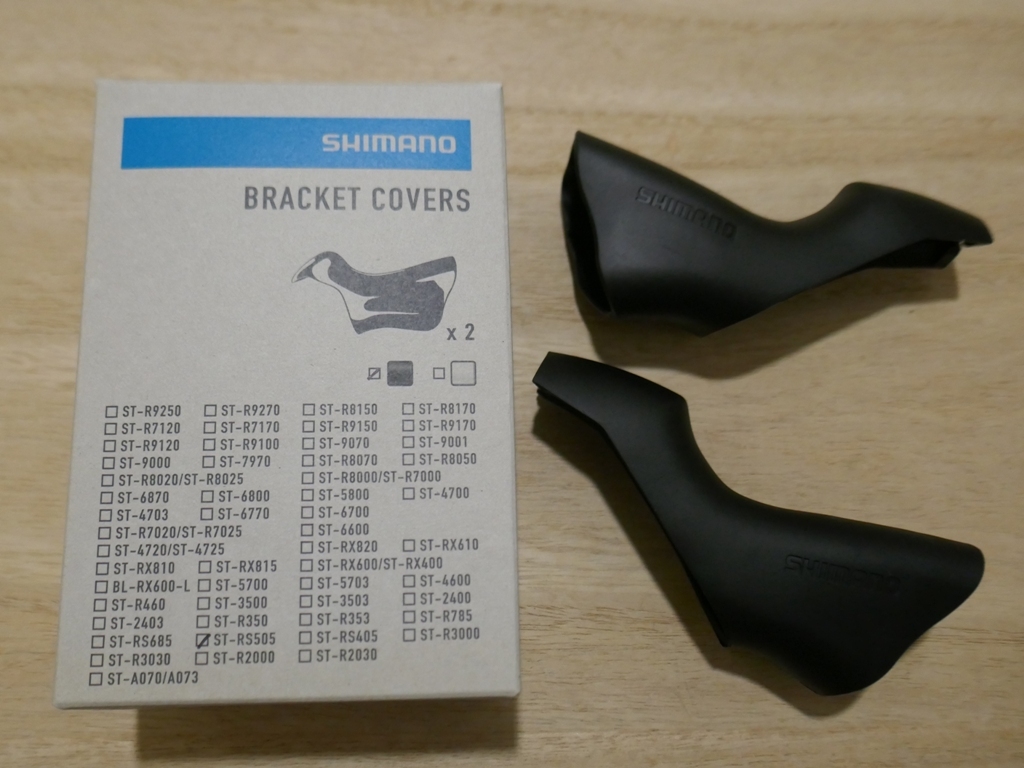 SHIMANO
BRACKET COVERS
x 2
ST-R9250 ST-R9270 ST-R8150 ST-R8170
ST-R7120 ST-R7170 ST-R9150 ST-R9170
ST-R9120 ST-R9100 ST-9070 ST-9001
ST-9000 ST-7970 ST-R8070 ST-R8050
ST-R8020/ST-R8025 ST-R8000/ST-R7000
ST-6870 ST-6800 ST-5800 ST-4700
ST-4703 ST-6770 ST-6700
ST-R7020/ST-R7025 ST-6600
ST-4720/ST-4725 ST-RX820 ST-RX610
ST-RX810 ST-RX815 ST-RX600/ST-RX400
BL-RX600-L ST-5700 ST-5703 ST-4600
ST-R460 ST-3500 ST-3503 ST-2400
ST-2403 ST-R350 ST-R353 ST-R785
ST-RS685 ST-RS505 ST-RS405 ST-R3000
ST-R3030 ST-R2000 ST-R2030
ST-A070/A073
SHIMANO
SHIMANO